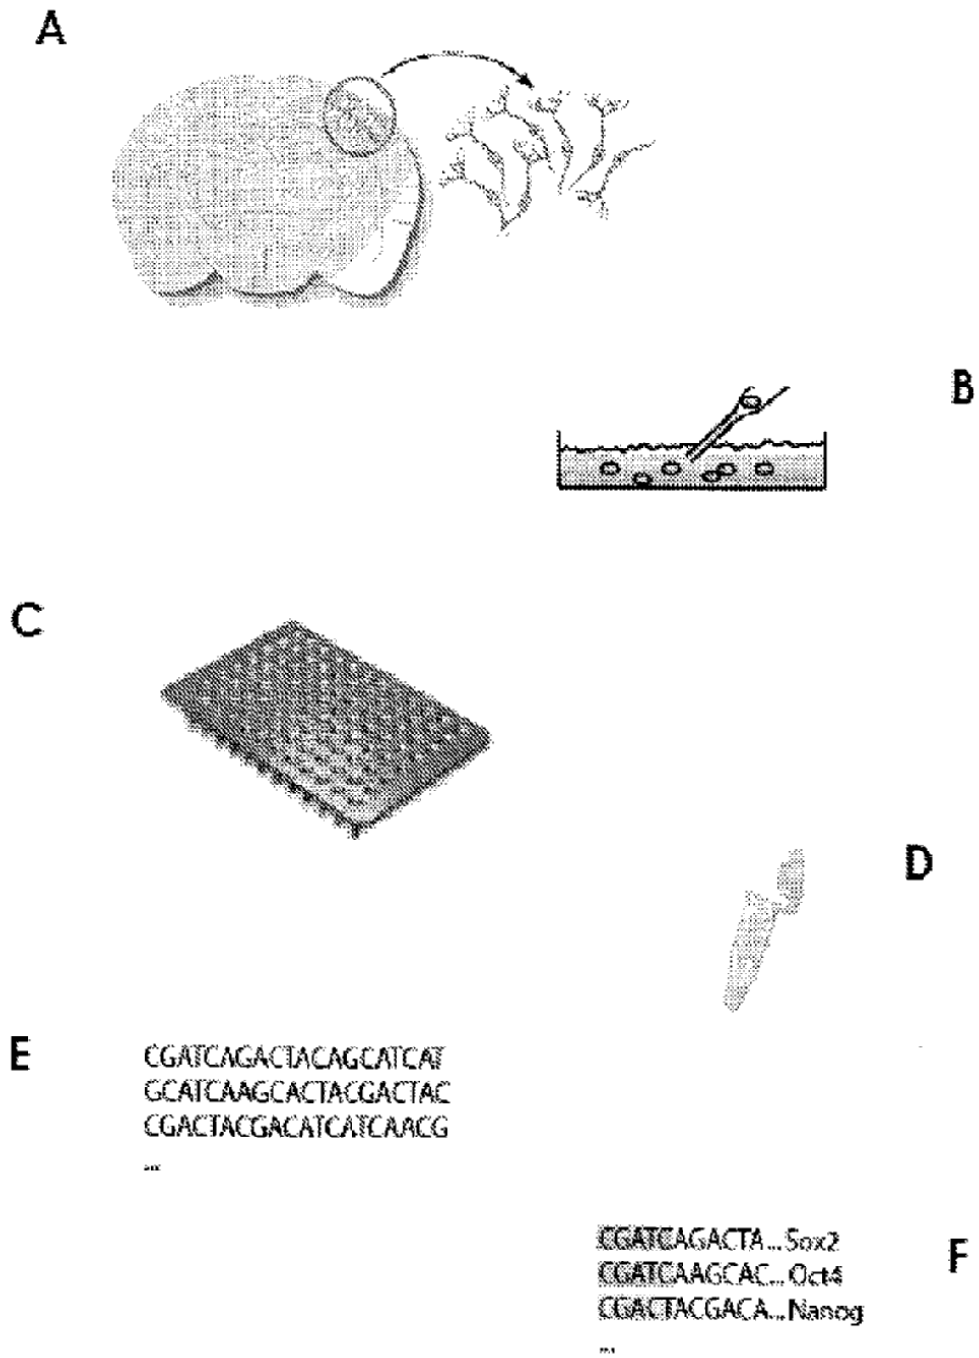 A
B
C
D
E
CGATCAGACTACAGCATCAT
GCATCAAGCACTACGACTAC
CGACTACGACATCATCAACG
...
CGATCAGACTA... Sox2
F
CGATCAAGCAC... Oct4
CGACTACGACA... Nanog
...